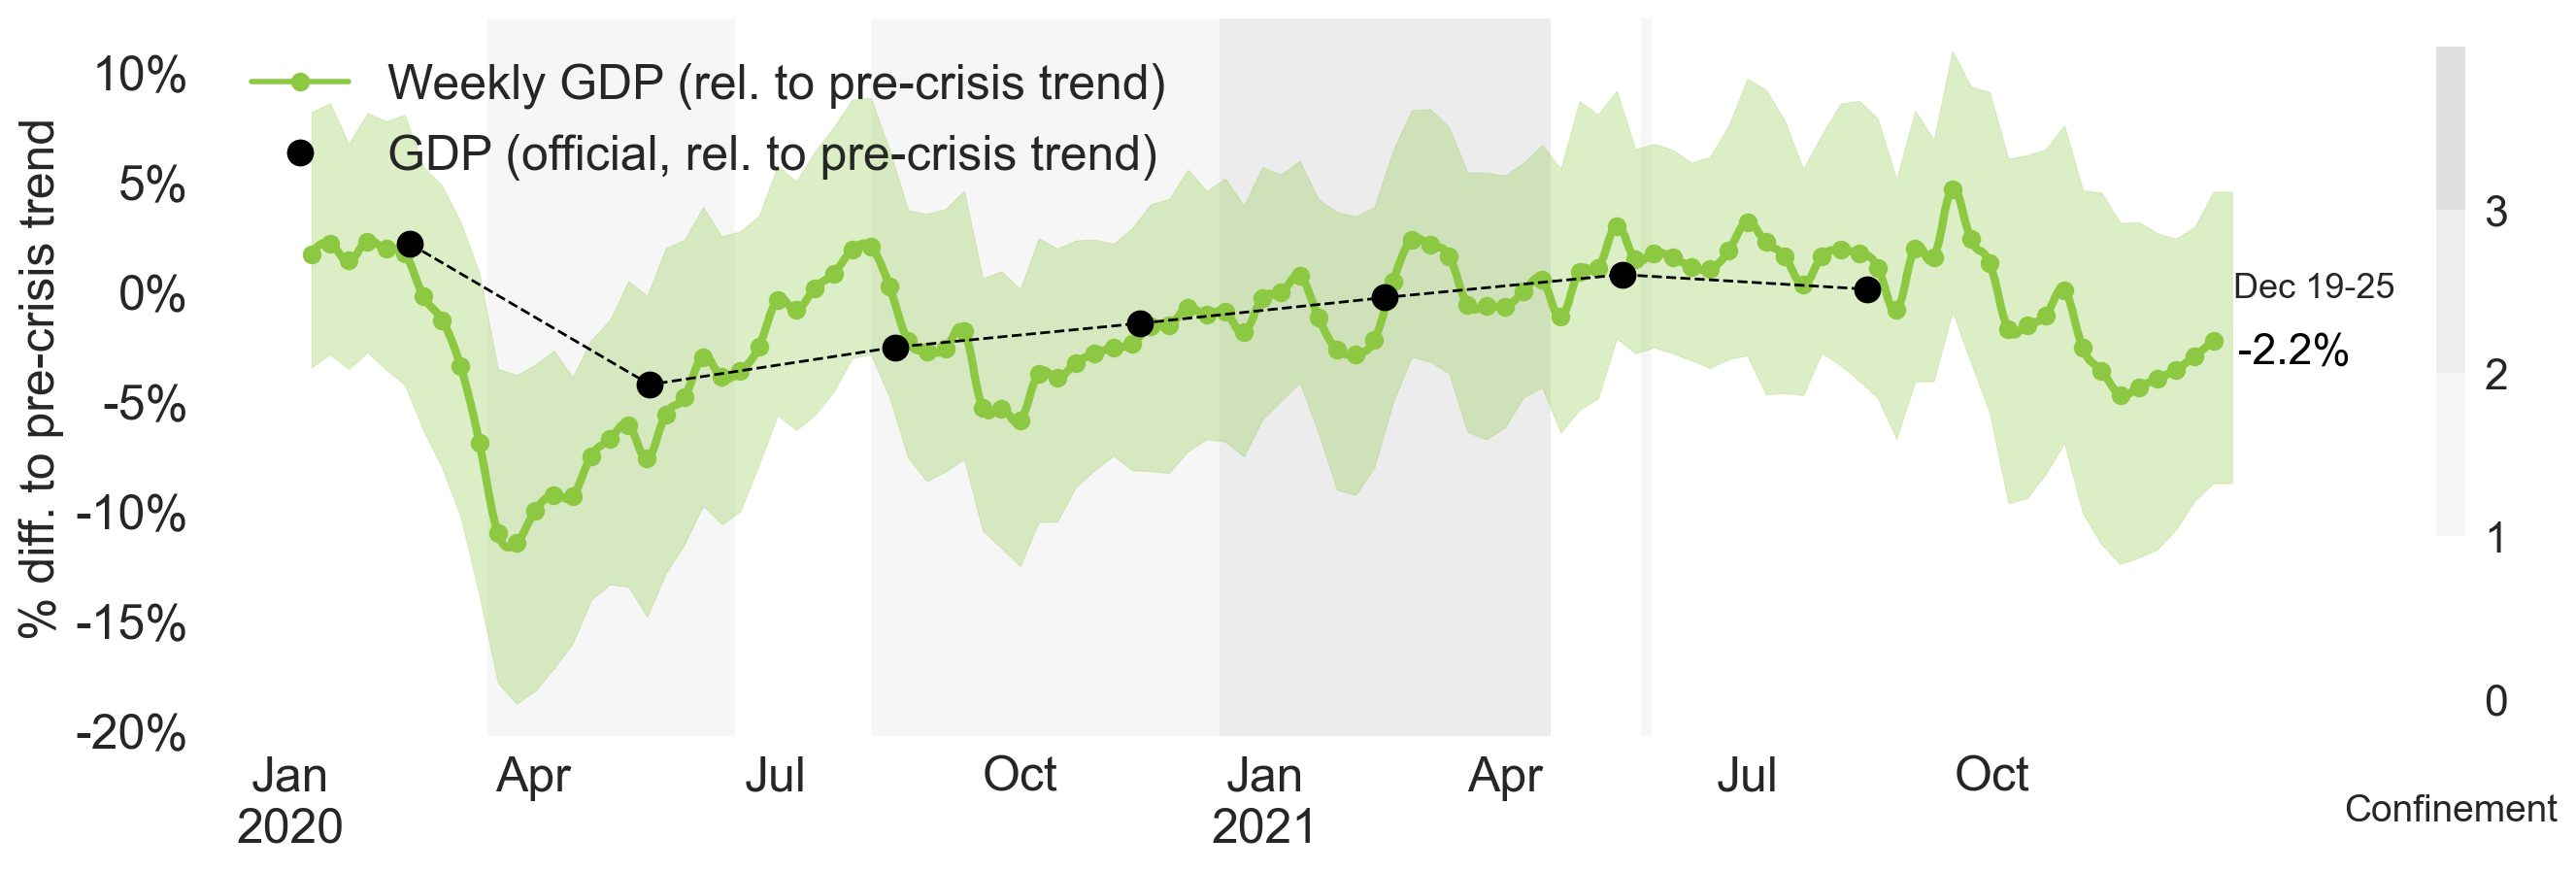 % diff. to pre-crisis trend
10%
5%
0%
-5%
-10%
-15%
-20%
Weekly GDP (rel. to pre-crisis trend)
GDP (official, rel. to pre-crisis trend)
Dec 19-25
-2.2%
3
2
1
0
Confinement
Jan Apr Jul Oct Jan Apr Jul Oct
2020 2021